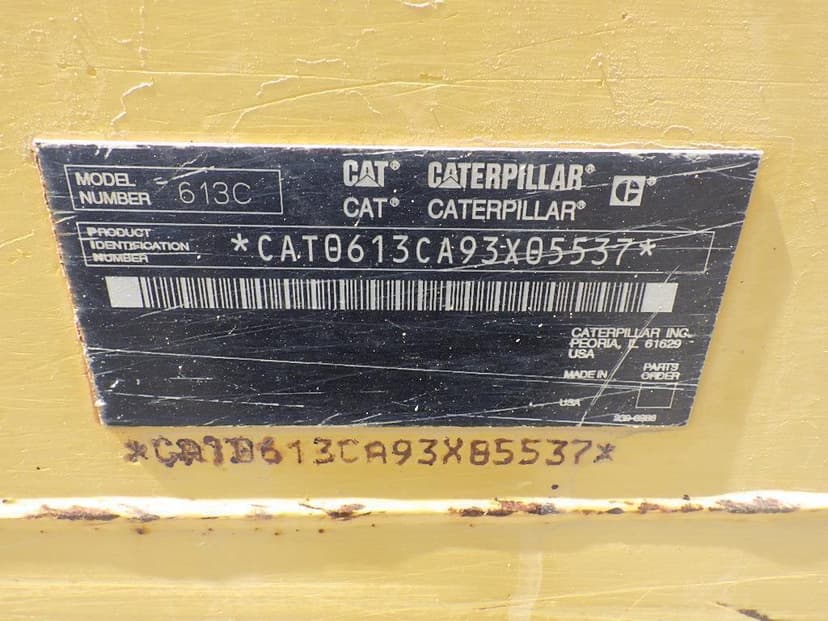 MODEL NUMBER 613C
CAT® CATERPILLAR® C®
CAT® CATERPILLAR®
PRODUCT IDENTIFICATION NUMBER *CAT0613CA93X05537*
CATERPILLAR INC.
PEORIA, IL 61629
USA
MADE IN
USA
PARTS ORDER
*CAT0613CA93X05537*